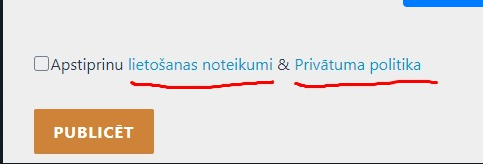 Apstiprinu lietošanas noteikumi & Privātuma politika
PUBLICĒT